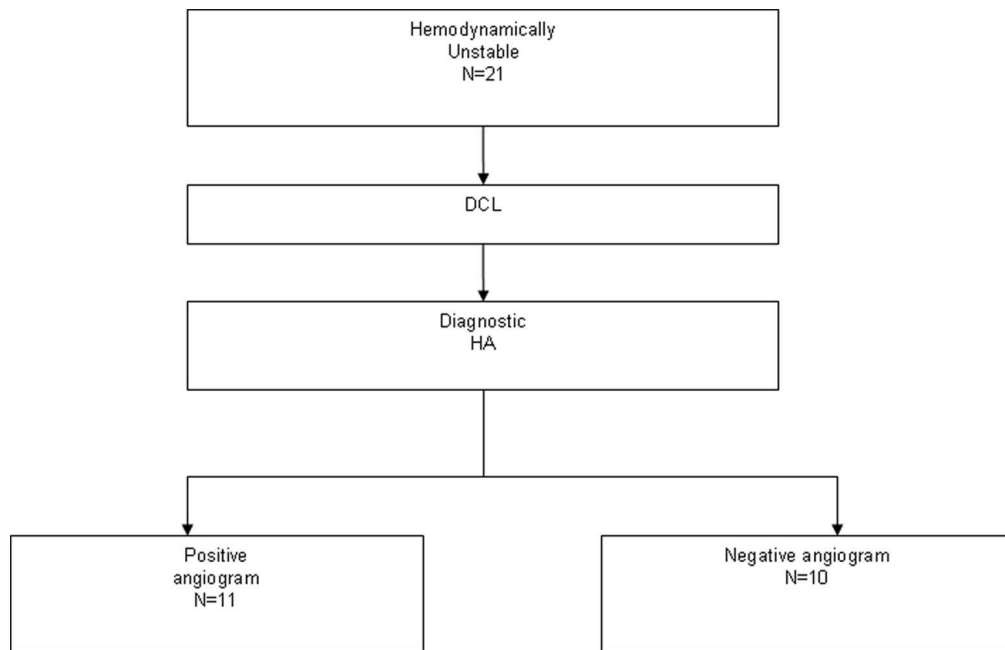 Hemodynamically
Unstable
N=21
DCL
Diagnostic
HA
Positive
angiogram
N=11
Negative angiogram
N=10